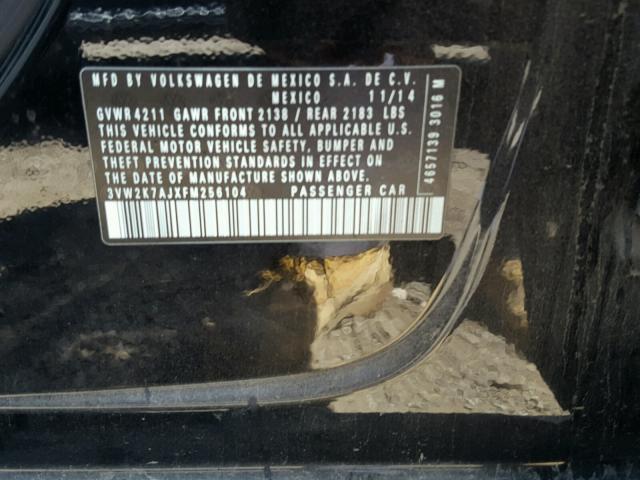 MFD BY VOLKSWAGEN DE MEXICO S.A. DE C.V.
MEXICO 11/14
GVWR 4211 GAWR FRONT 2138 / REAR 2183 LBS
THIS VEHICLE CONFORMS TO ALL APPLICABLE U.S.
FEDERAL MOTOR VEHICLE SAFETY, BUMPER AND
THEFT PREVENTION STANDARDS IN EFFECT ON
THE DATE OF MANUFACTURE SHOWN ABOVE.
3VW2K7AJXFM256104 PASSENGER CAR
4657139 3016 M